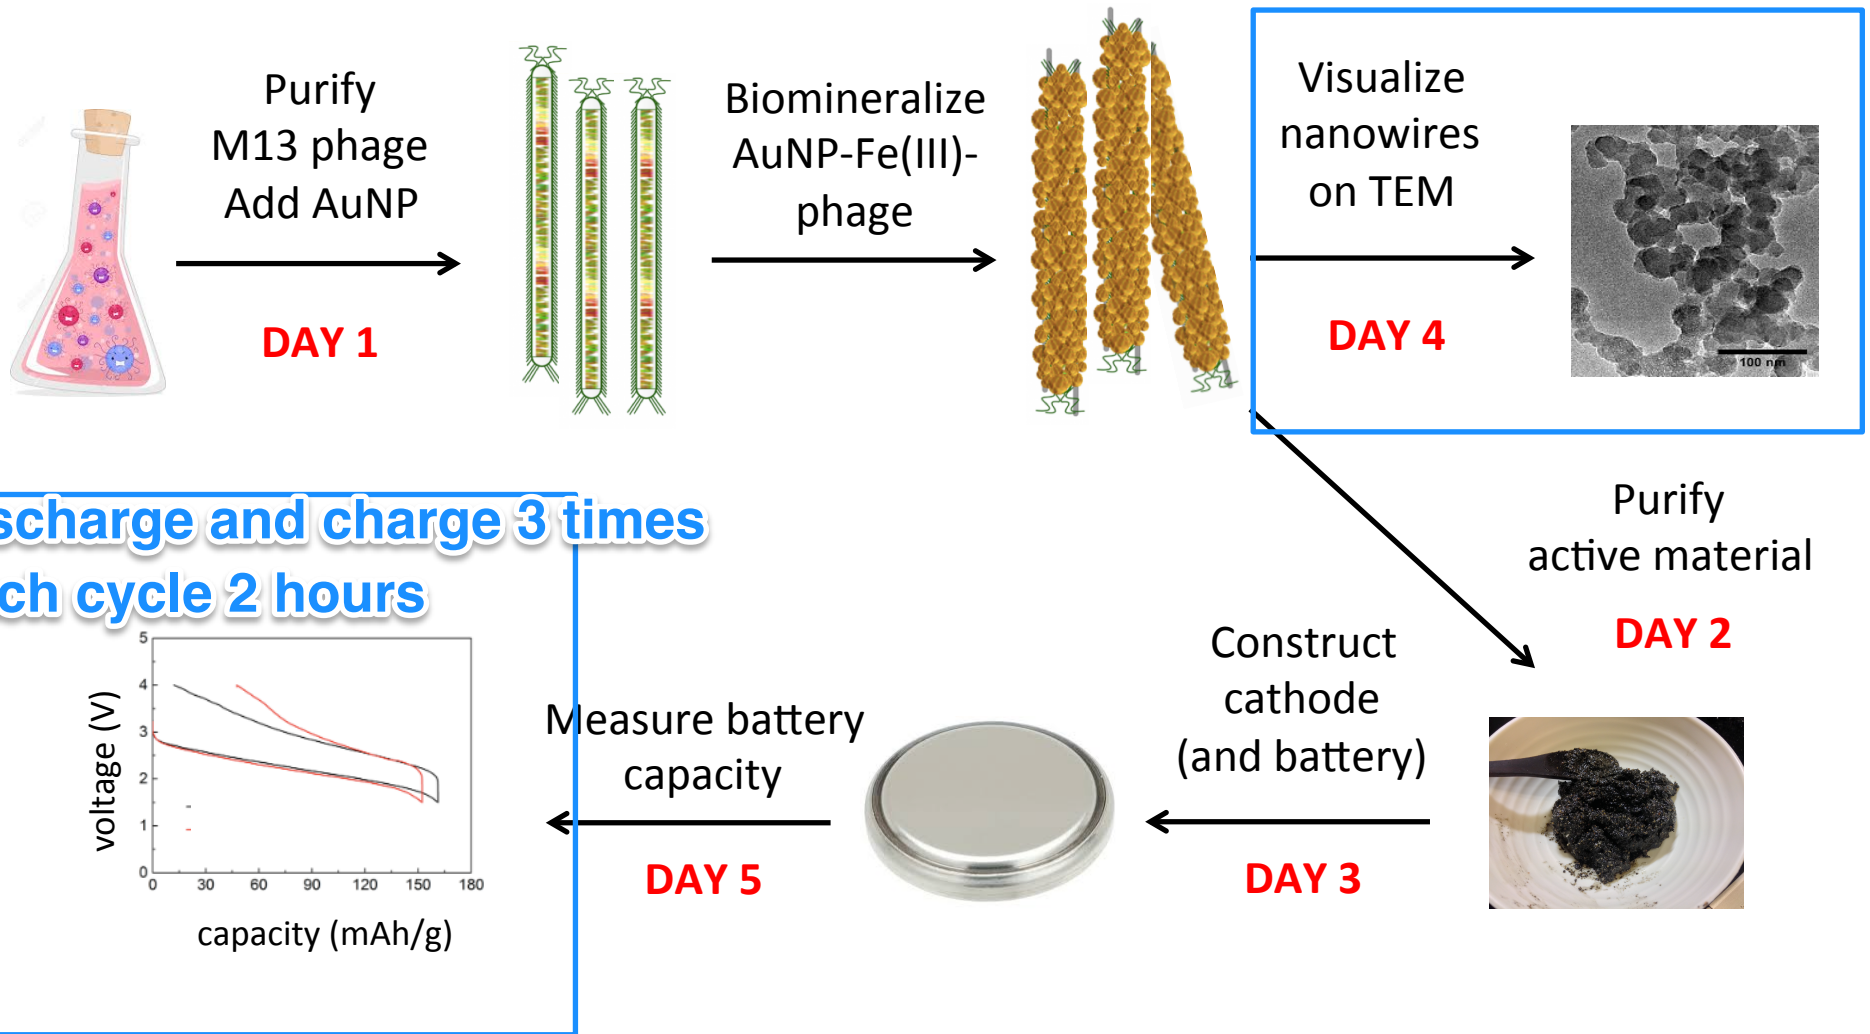 Purify
M13 phage
Add AuNP
DAY 1
Biomineralize
AuNP-Fe(III)-
phage
Visualize
nanowires
on TEM
DAY 4
100 nm
Purify
active material
DAY 2
Construct
cathode
(and battery)
DAY 3
Measure battery
capacity
DAY 5
scharge and charge 3 times
ch cycle 2 hours
voltage (V)
5
4
3
2
1
0
0 30 60 90 120 150 180
capacity (mAh/g)